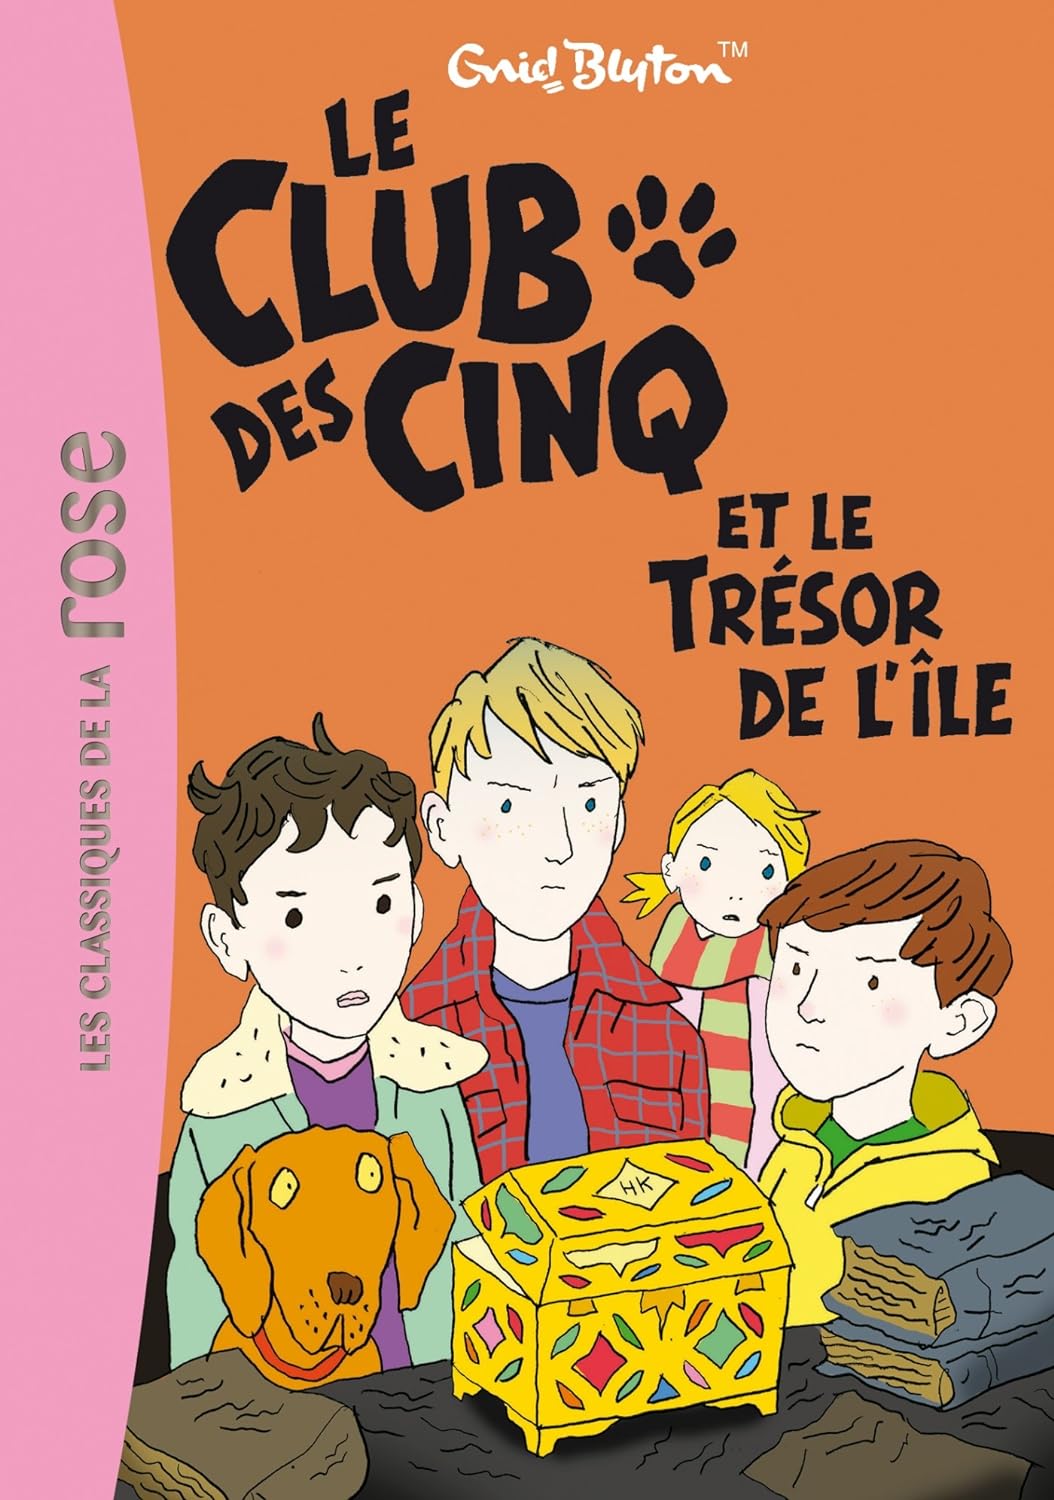 Enid Blyton™
LE
CLUB
DES CINQ
ET LE
TRÉSOR
DE L'ÎLE
LES CLASSIQUES DE LA rose
HK